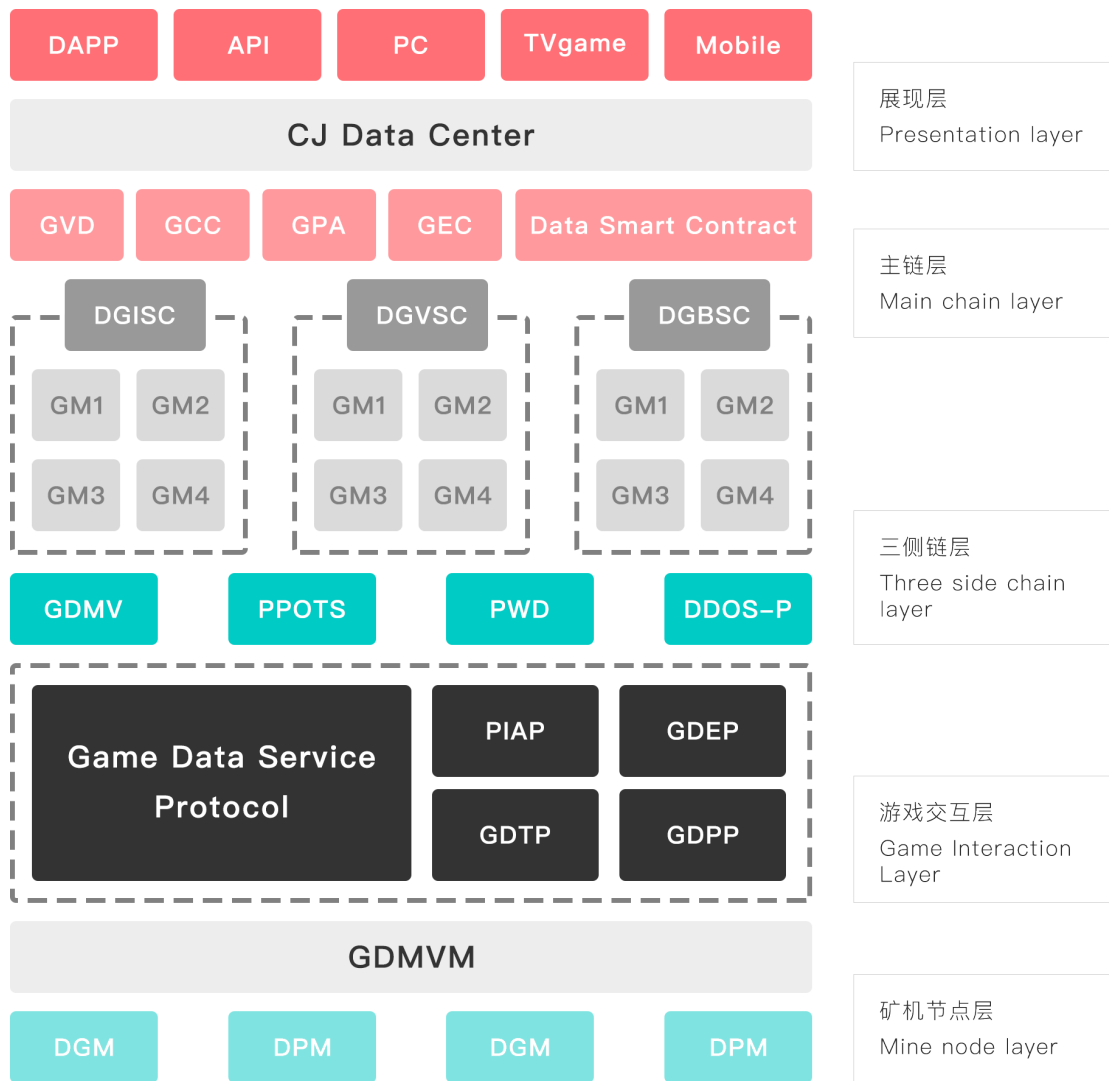 DAPP
API
PC
TVgame
Mobile
CJ Data Center
GVD
GCC
GPA
GEC
Data Smart Contract
DGISC
DGVSC
DGBSC
GM1
GM2
GM3
GM4
GM1
GM2
GM3
GM4
GM1
GM2
GM3
GM4
GDMV
PPOTS
PWD
DDOS–P
Game Data Service
Protocol
PIAP
GDEP
GDTP
GDPP
GDMVM
DGM
DPM
DGM
DPM
展现层
Presentation layer
主链层
Main chain layer
三侧链层
Three side chain
layer
游戏交互层
Game Interaction
Layer
矿机节点层
Mine node layer